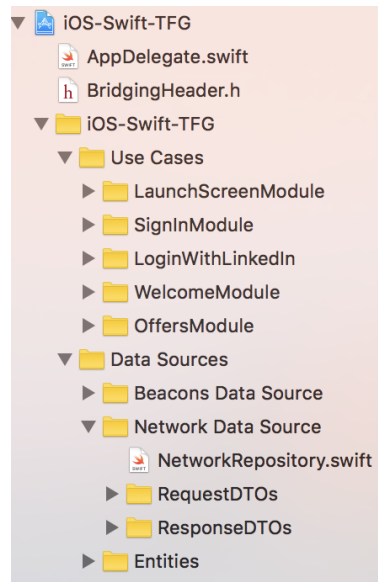 iOS-Swift-TFG
AppDelegate.swift
h BridgingHeader.h
iOS-Swift-TFG
Use Cases
LaunchScreenModule
SignInModule
LoginWithLinkedIn
WelcomeModule
OffersModule
Data Sources
Beacons Data Source
Network Data Source
SWIFT NetworkRepository.swift
RequestDTOs
ResponseDTOs
Entities